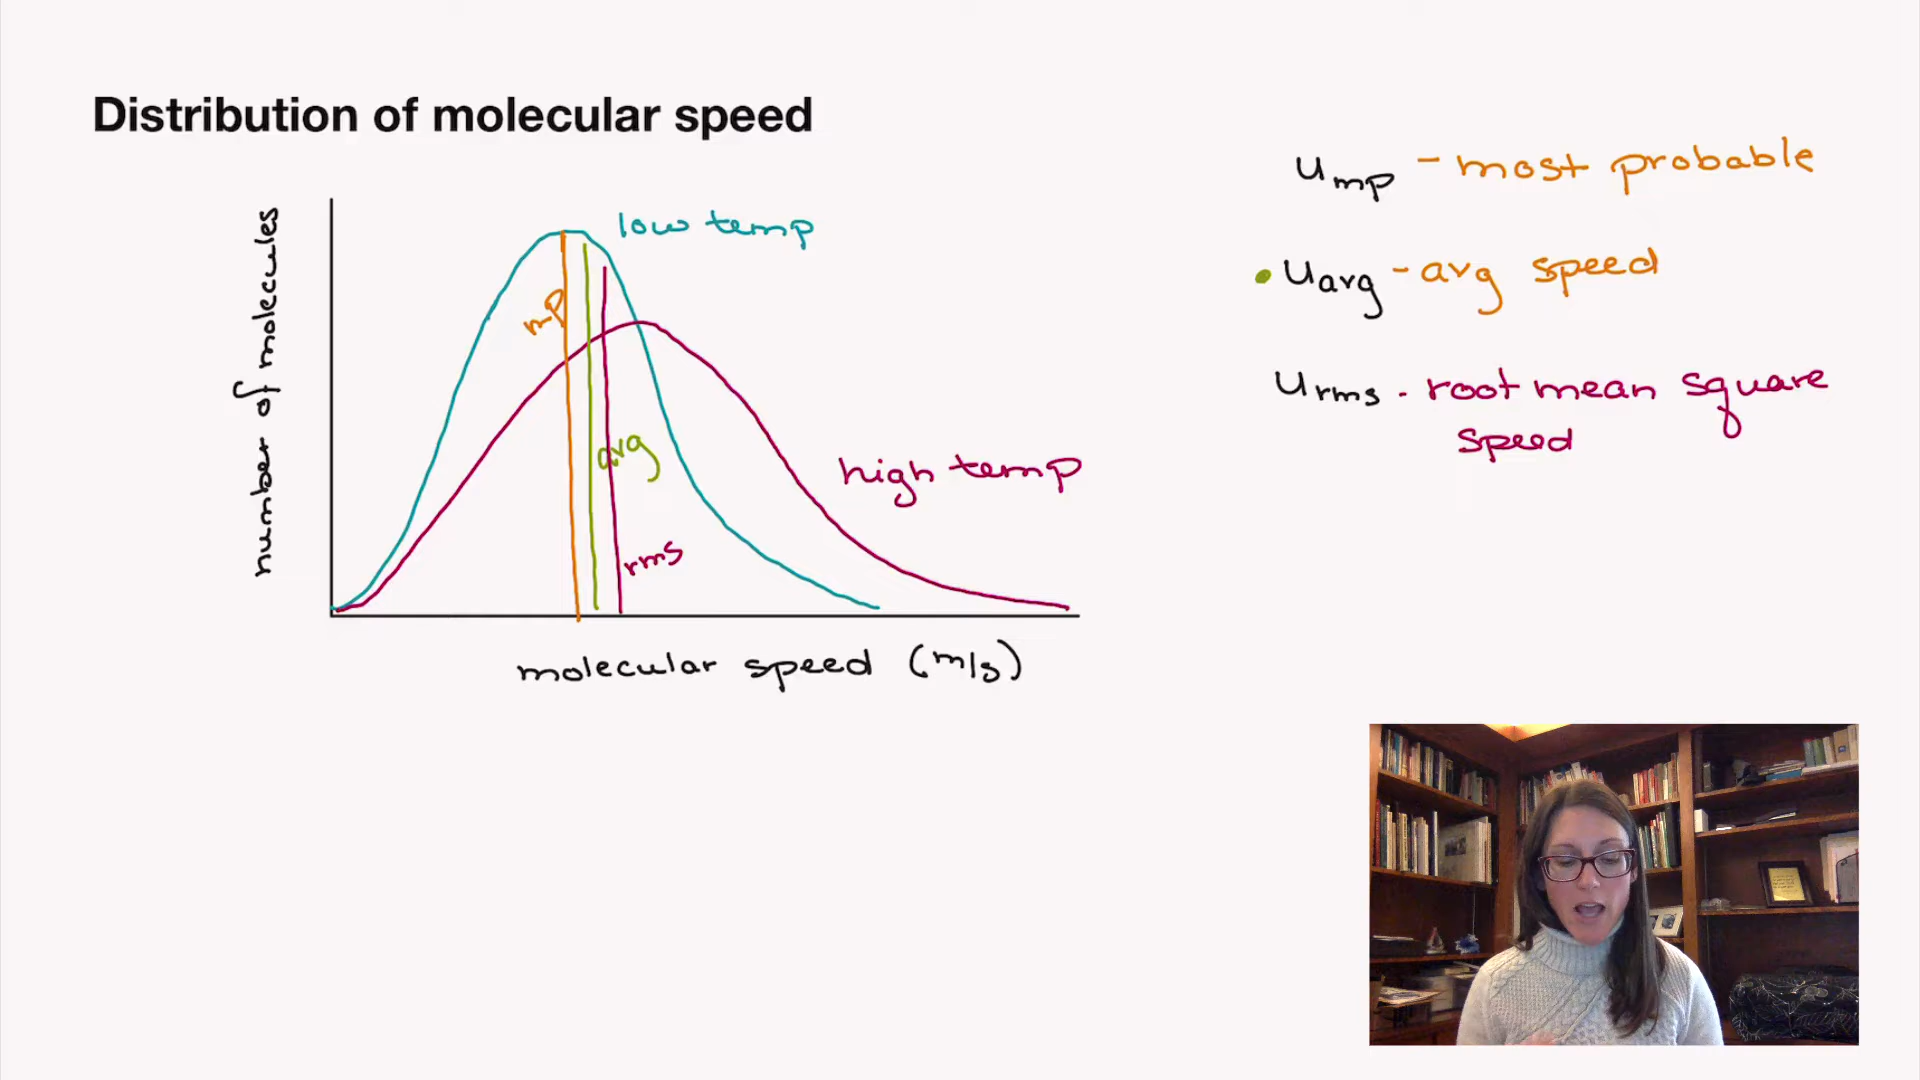 Distribution of molecular speed
number of molecules
low temp
mp
avg
rms
high temp
molecular speed (m/s)
ump - most probable
• uavg - avg speed
urms - root mean square
speed